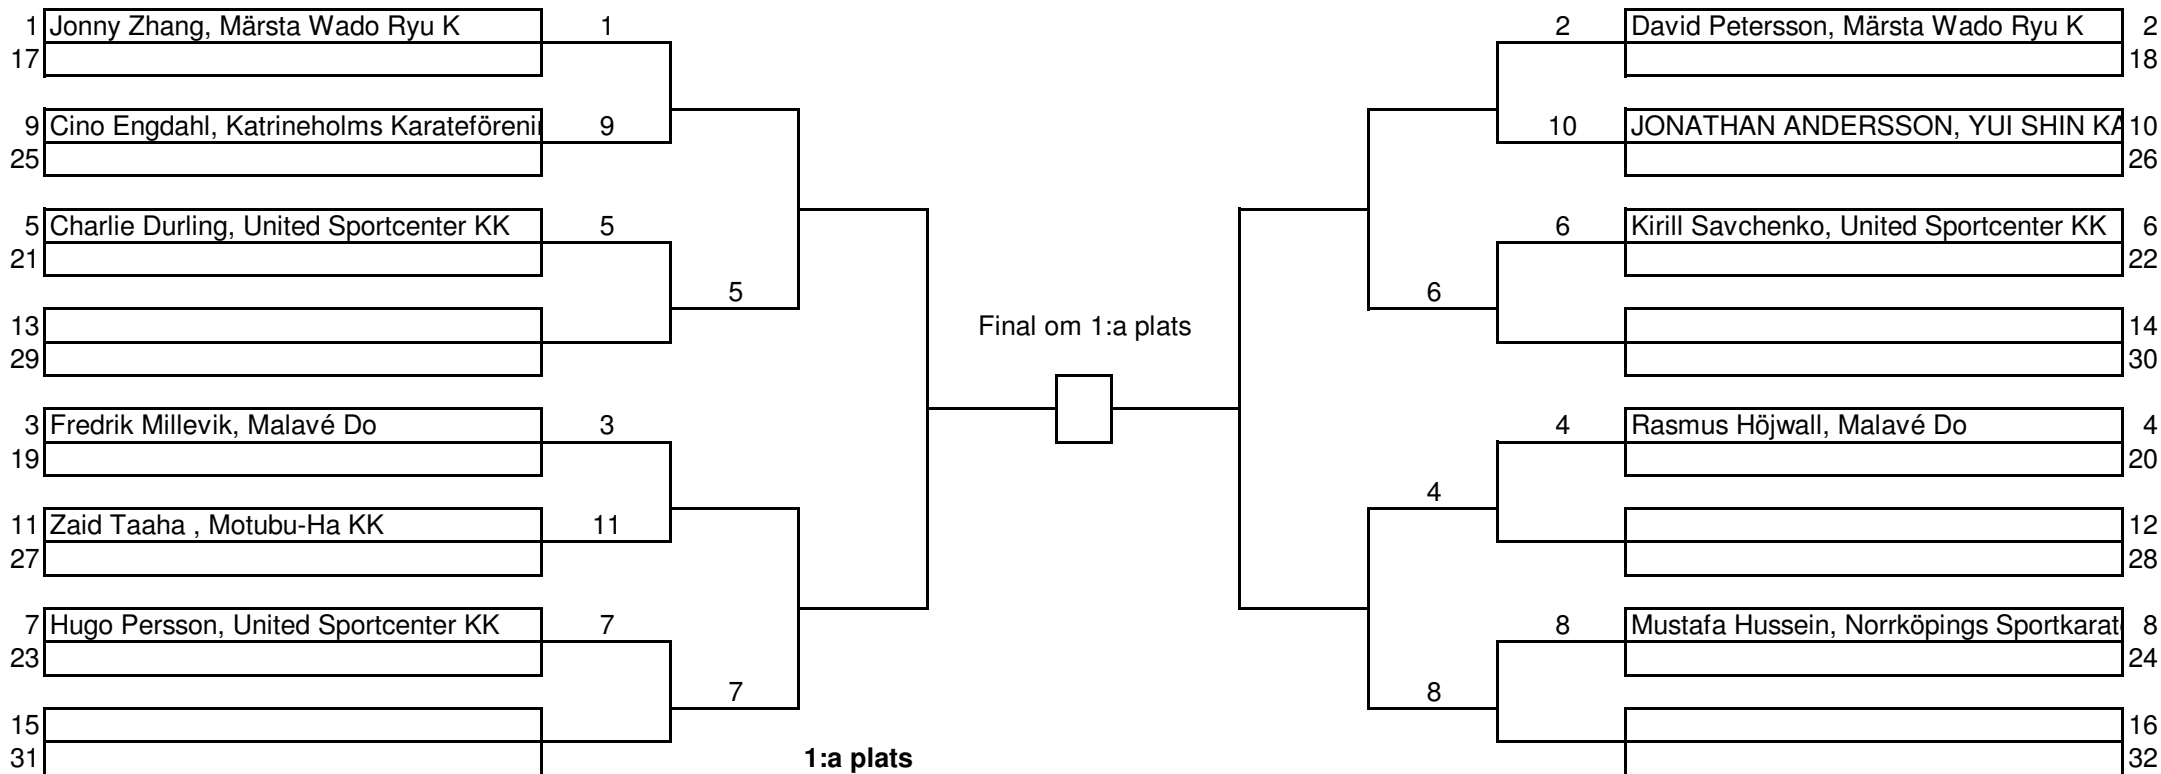 1 Jonny Zhang, Märsta Wado Ryu K 1 2 David Petersson, Märsta Wado Ryu K 2
17 18
9 Cino Engdahl, Katrineholms Karateföreni 9 10 JONATHAN ANDERSSON, YUI SHIN KA 10
25 26
5 Charlie Durling, United Sportcenter KK 5 6 Kirill Savchenko, United Sportcenter KK 6
21 22
5 6
13 Final om 1:a plats 14
29 30
3 Fredrik Millevik, Malavé Do 3 4 Rasmus Höjwall, Malavé Do 4
19 20
4
11 Zaid Taaha , Motubu-Ha KK 11 12
27 28
7 Hugo Persson, United Sportcenter KK 7 8 Mustafa Hussein, Norrköpings Sportkarat 8
23 24
7 8
15 16
31 1:a plats 32